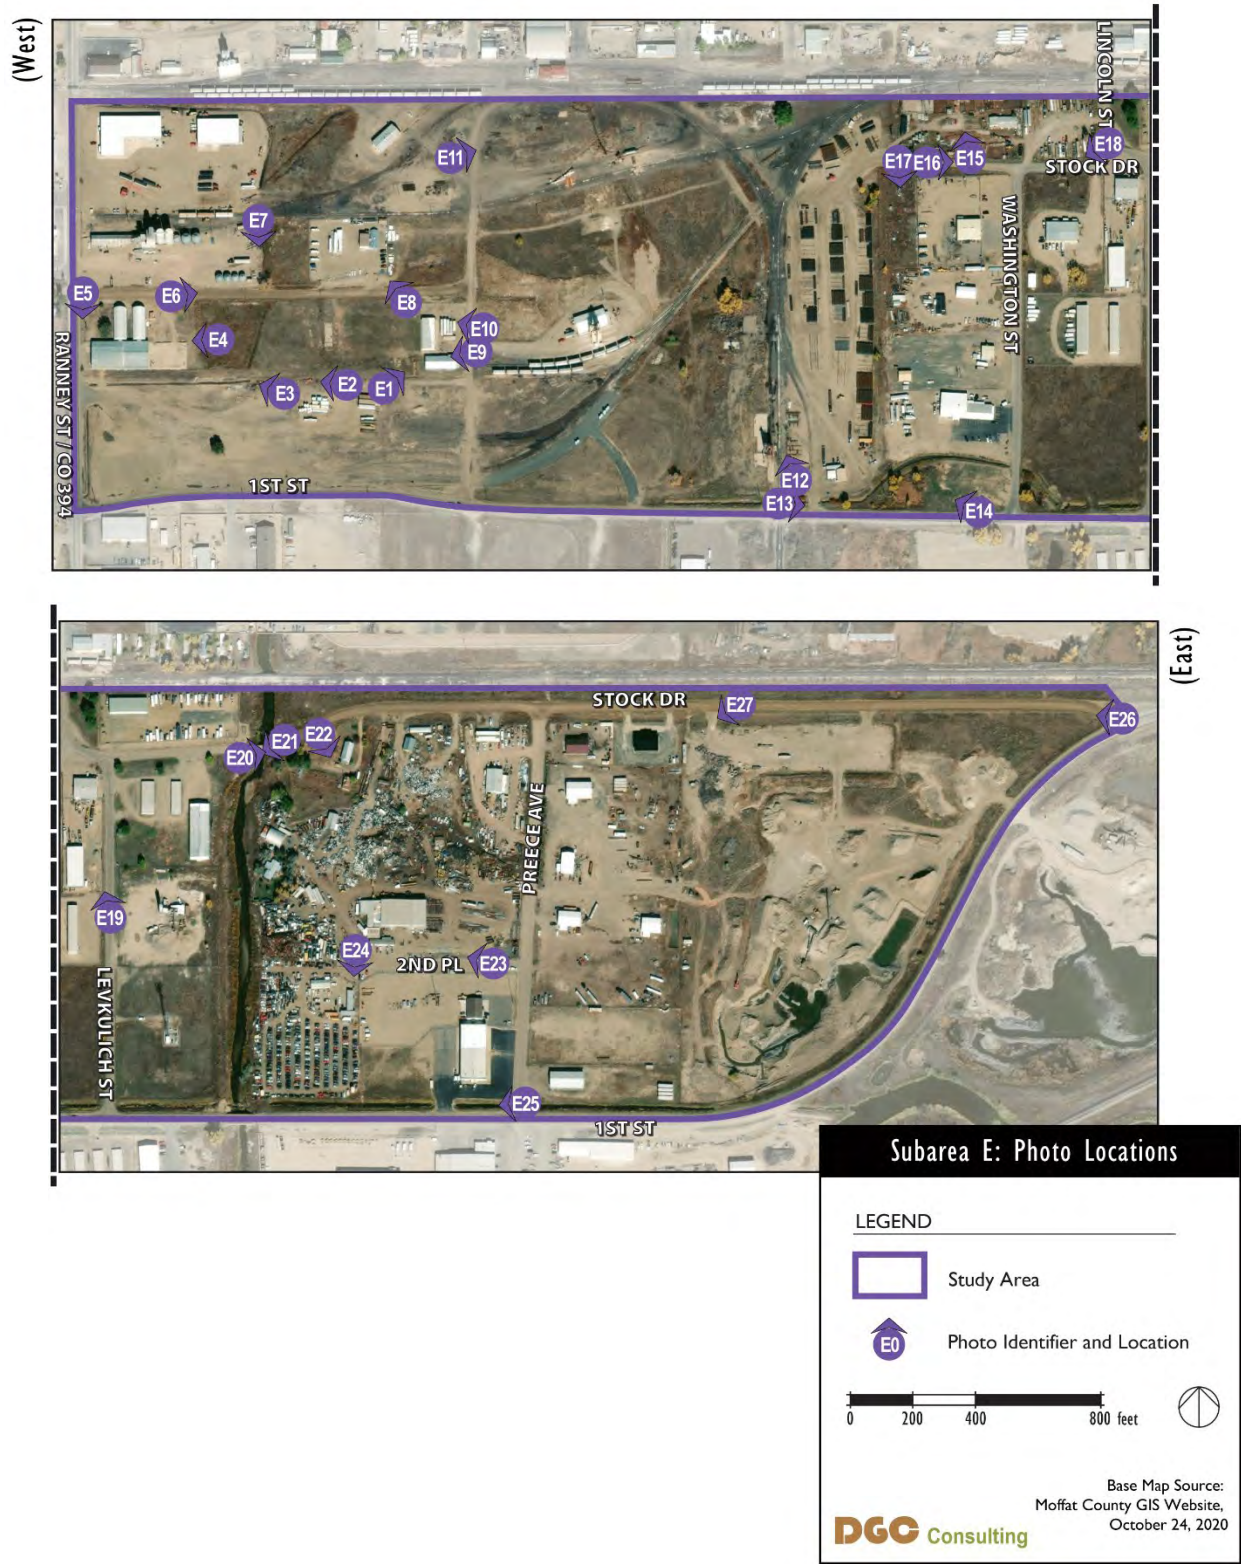 (West)
LINCOLN ST
E11
E17
E16
E15
E18
STOCK DR
E7
WASHINGTON ST
E5
E6
E8
E4
E10
E9
RANNEY ST / CO 394
E3
E2
E1
1ST ST
E12
E13
E14
(East)
STOCK DR
E27
E26
E20
E21
E22
PREECE AVE
E19
E24
2ND PL
E23
LEVKULICH ST
E25
1ST ST
Subarea E: Photo Locations
LEGEND
Study Area
E0
Photo Identifier and Location
0 200 400 800 feet
Base Map Source:
Moffat County GIS Website,
October 24, 2020
DGC Consulting